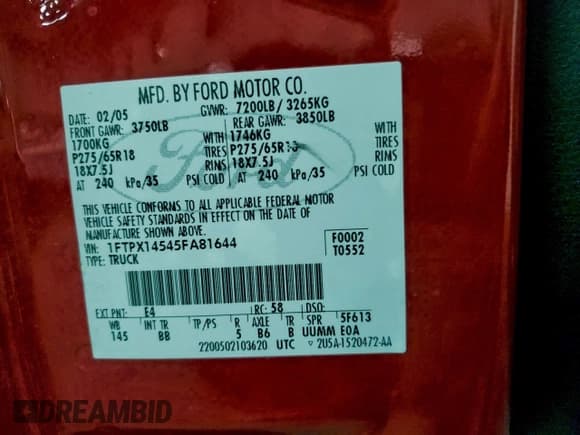 MFD. BY FORD MOTOR CO.
DATE: 02/05 GVWR: 7200LB / 3265KG
FRONT GAWR: 3750LB REAR GAWR: 3850LB
1700KG WITH 1746KG WITH
P275/65R18 TIRES P275/65R18 TIRES
18X7.5J RIMS 18X7.5J RIMS
AT 240 kPa/35 PSI COLD AT 240 kPa/35 PSI COLD
THIS VEHICLE CONFORMS TO ALL APPLICABLE FEDERAL MOTOR
VEHICLE SAFETY STANDARDS IN EFFECT ON THE DATE OF
MANUFACTURE SHOWN ABOVE.
VIN: 1FTPX14545FA81644 F0002
TYPE: TRUCK T0552
EXT PNT: E4 RC: 58 DSO:
WB INT TR TP/PS R AXLE TR SPR 5F613
145 BB 5 B6 B UUMM E0A
2200502103620 UTC ▽ 2U5A-1520472-AA
Ford
DREAMBID